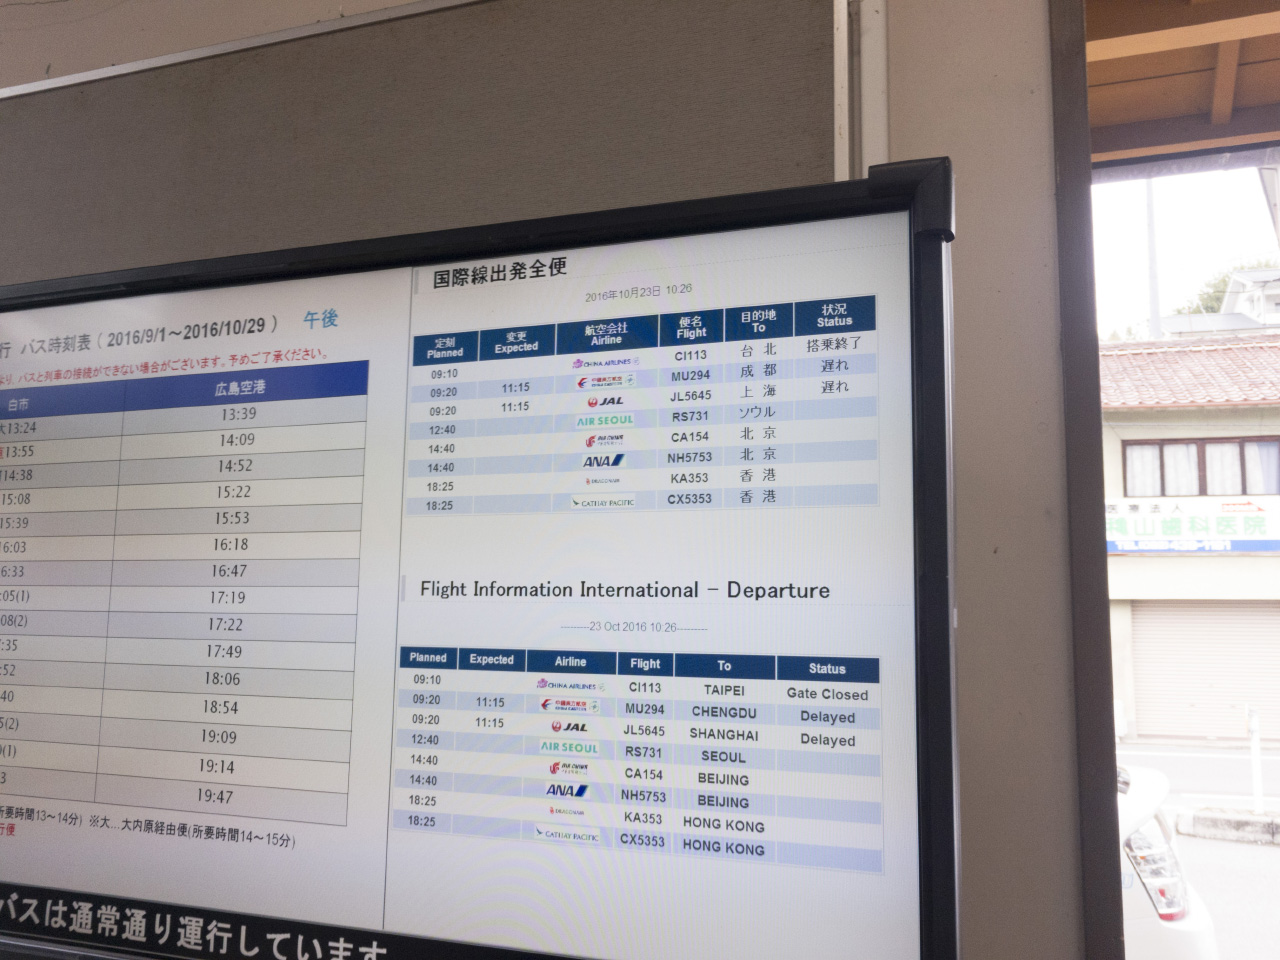 行 バス時刻表 ( 2016/9/1～2016/10/29 ) 午後
より、バスと列車の接続ができない場合がございます。予めご了承ください。
白市 広島空港
大13:24 13:39
13:55 14:09
14:38 14:52
15:08 15:22
15:39 15:53
16:03 16:18
6:33 16:47
:05(1) 17:19
:08(2) 17:22
:35 17:49
:52 18:06
40 18:54
5(2) 19:09
(1) 19:14
3 19:47
所要時間13～14分) ※大...大内原経由便(所要時間14～15分)
行便
バスは通常通り運行しています
国際線出発全便
2016年10月23日 10:26
定刻 Planned 変更 Expected 航空会社 Airline 便名 Flight 目的地 To 状況 Status
09:10 CHINA AIRLINES CI113 台 北 搭乗終了
09:20 11:15 MU294 成 都 遅れ
09:20 11:15 JAL JL5645 上 海 遅れ
12:40 AIR SEOUL RS731 ソウル
14:40 AIR CHINA CA154 北 京
14:40 ANA NH5753 北 京
18:25 DRAGONAIR KA353 香 港
18:25 CATHAY PACIFIC CX5353 香 港
Flight Information International - Departure
---------23 Oct 2016 10:26---------
Planned Expected Airline Flight To Status
09:10 CHINA AIRLINES CI113 TAIPEI Gate Closed
09:20 11:15 MU294 CHENGDU Delayed
09:20 11:15 JAL JL5645 SHANGHAI Delayed
12:40 AIR SEOUL RS731 SEOUL
14:40 AIR CHINA CA154 BEIJING
14:40 ANA NH5753 BEIJING
18:25 DRAGONAIR KA353 HONG KONG
18:25 CATHAY PACIFIC CX5353 HONG KONG
医療法人
山歯科医院